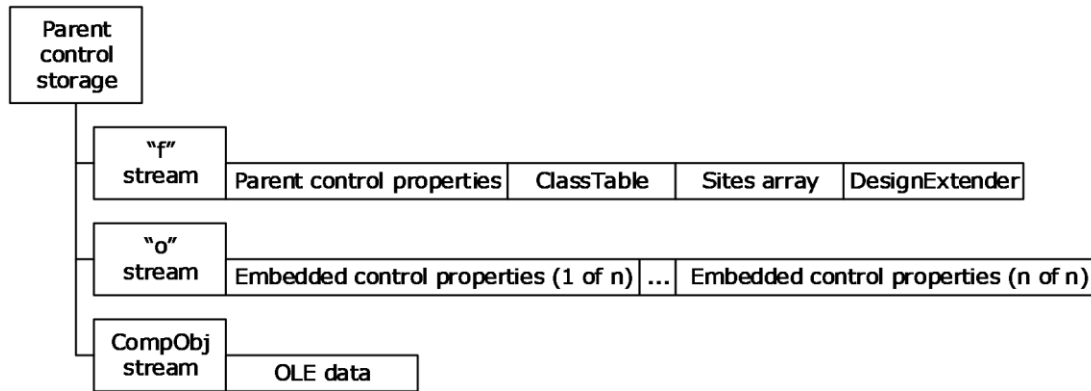 Parent
control
storage
“f”
stream
Parent control properties
ClassTable
Sites array
DesignExtender
“o”
stream
Embedded control properties (1 of n)
...
Embedded control properties (n of n)
CompObj
stream
OLE data